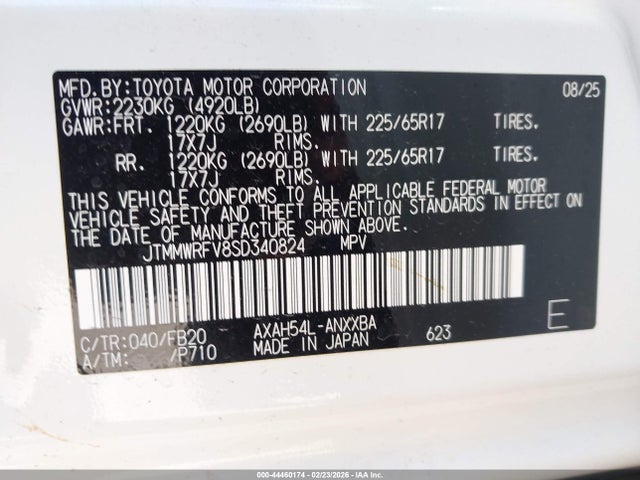 MFD.BY:TOYOTA MOTOR CORPORATION 08/25
GVWR:2230KG (4920LB)
GAWR:FRT. 1220KG (2690LB) WITH 225/65R17 TIRES.
17X7J RIMS.
RR. 1220KG (2690LB) WITH 225/65R17 TIRES.
17X7J RIMS.
THIS VEHICLE CONFORMS TO ALL APPLICABLE FEDERAL MOTOR
VEHICLE SAFETY AND THEFT PREVENTION STANDARDS IN EFFECT ON
THE DATE OF MANUFACTURE SHOWN ABOVE.
JTMMWRFV8SD340824 MPV
C/TR:040/FB20 AXAH54L-ANXXBA 623 E
A/TM: /P710 MADE IN JAPAN
000-44460174 - 02/23/2026 - IAAI.COM